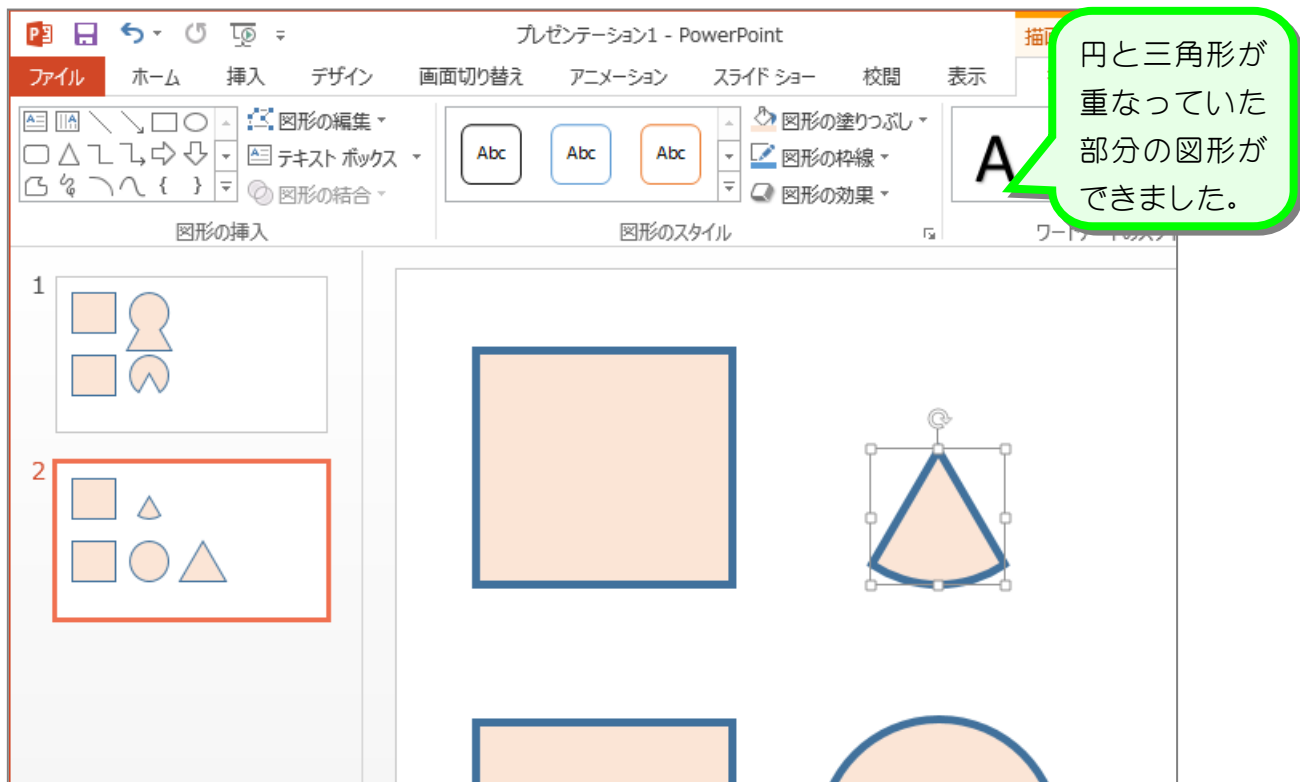 プレゼンテーション1 - PowerPoint
ファイル ホーム 挿入 デザイン 画面切り替え アニメーション スライド ショー 校閲 表示
円と三角形が
重なっていた
部分の図形が
できました。
図形の編集
テキスト ボックス
図形の結合
図形の挿入
Abc Abc Abc
図形の塗りつぶし
図形の枠線
図形の効果
図形のスタイル
A
1
2